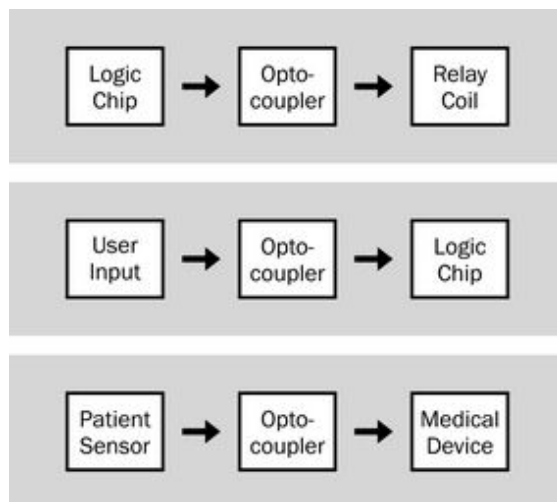 Logic
Chip
Opto-
coupler
Relay
Coil
User
Input
Opto-
coupler
Logic
Chip
Patient
Sensor
Opto-
coupler
Medical
Device